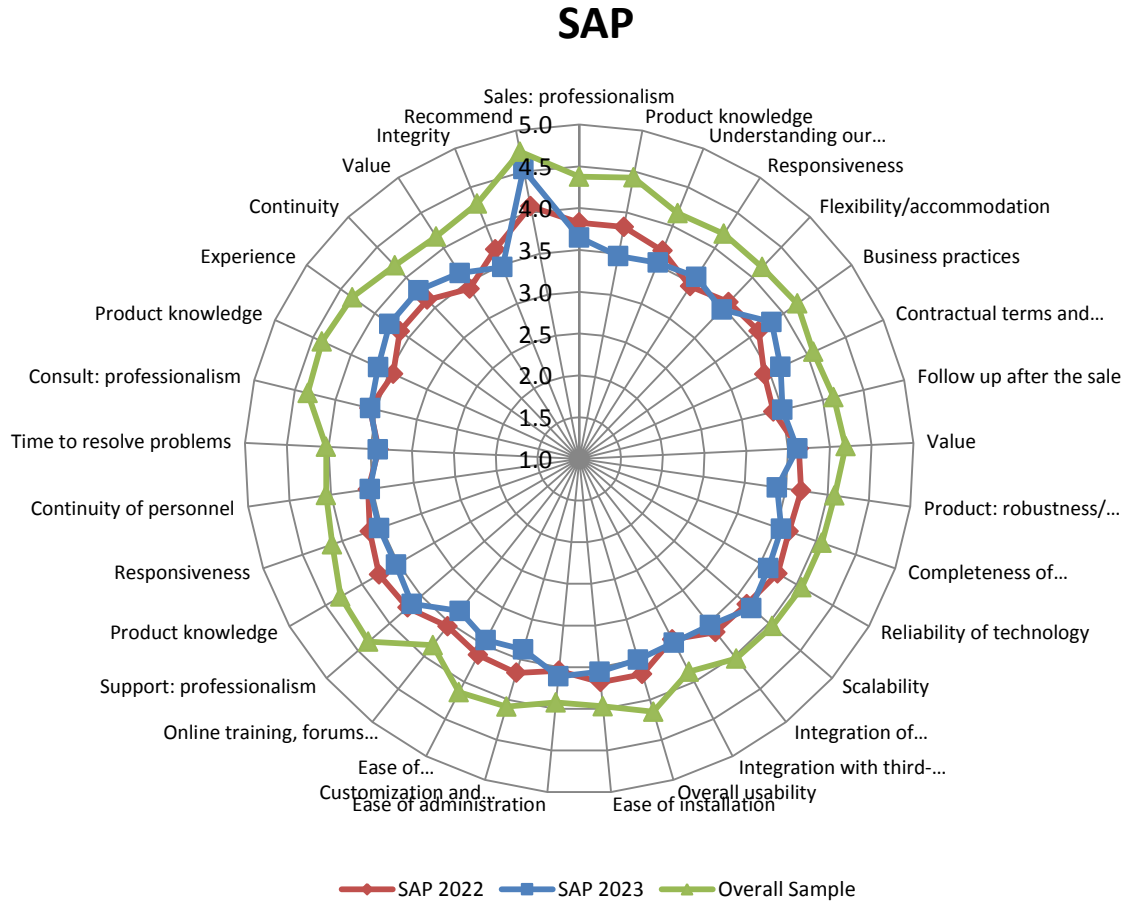 SAP
Sales: professionalism
Product knowledge
Understanding our...
Responsiveness
Flexibility/accommodation
Business practices
Contractual terms and...
Follow up after the sale
Value
Product: robustness/...
Completeness of...
Reliability of technology
Scalability
Integration of...
Integration with third-...
Overall usability
Ease of installation
Ease of administration
Customization and...
Ease of...
Online training, forums...
Support: professionalism
Product knowledge
Responsiveness
Continuity of personnel
Time to resolve problems
Consult: professionalism
Product knowledge
Experience
Continuity
Value
Integrity
Recommend
5.0
4.5
4.0
3.5
3.0
2.5
2.0
1.5
1.0
SAP 2022
SAP 2023
Overall Sample